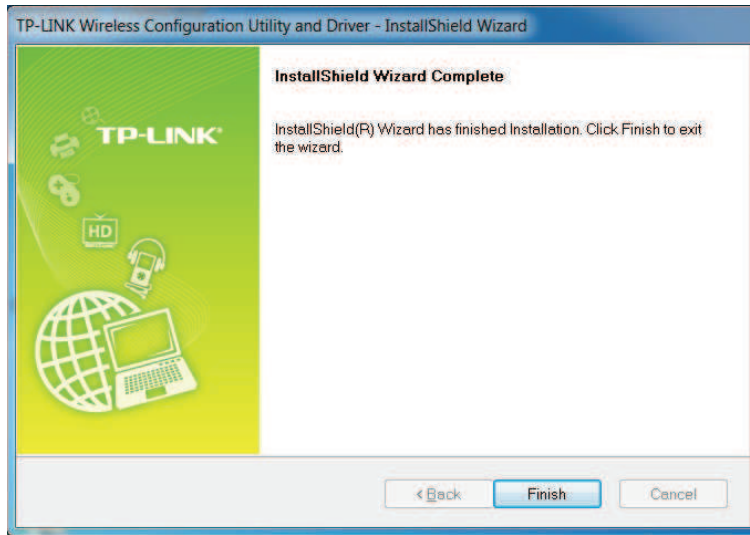 TP-LINK Wireless Configuration Utility and Driver - InstallShield Wizard
TP-LINK®
HD
InstallShield Wizard Complete
InstallShield(R) Wizard has finished Installation. Click Finish to exit
the wizard.
< Back
Finish
Cancel